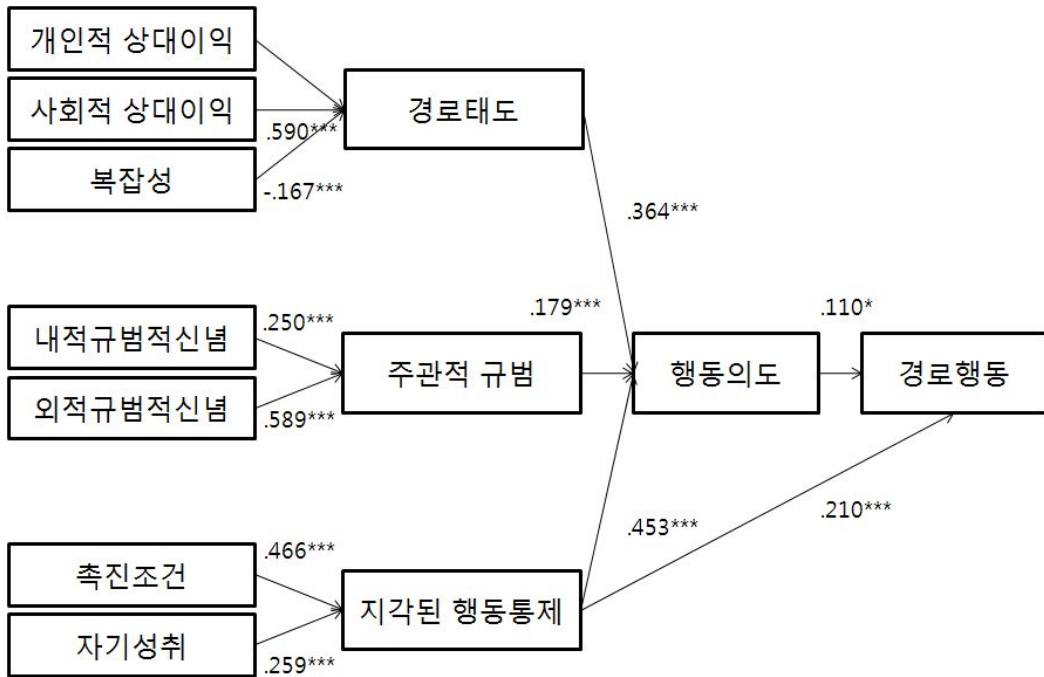 개인적 상대이익
사회적 상대이익
복잡성
.590***
-.167***
경로태도
.364***
내적규범적신념
외적규범적신념
.250***
.589***
주관적 규범
.179***
행동의도
.110*
경로행동
촉진조건
자기성취
.466***
.259***
지각된 행동통제
.453***
.210***